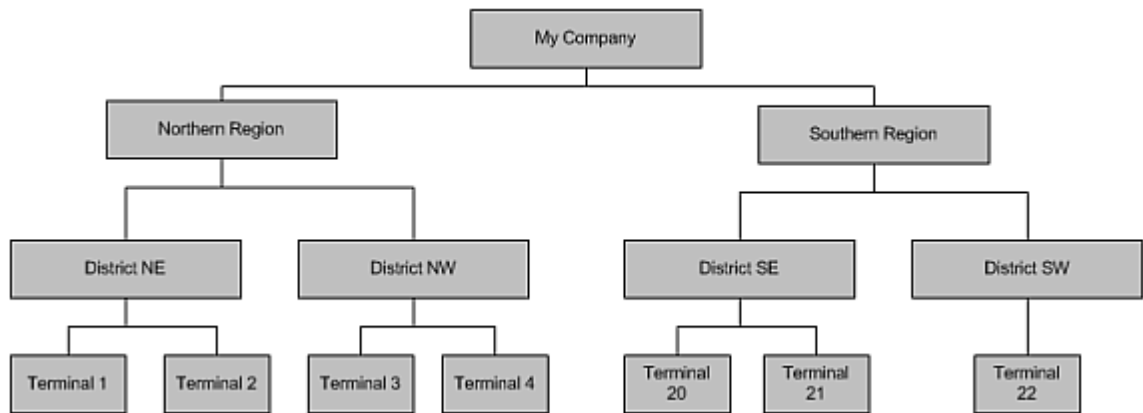 My Company
Northern Region
Southern Region
District NE
District NW
District SE
District SW
Terminal 1
Terminal 2
Terminal 3
Terminal 4
Terminal
20
Terminal
21
Terminal
22